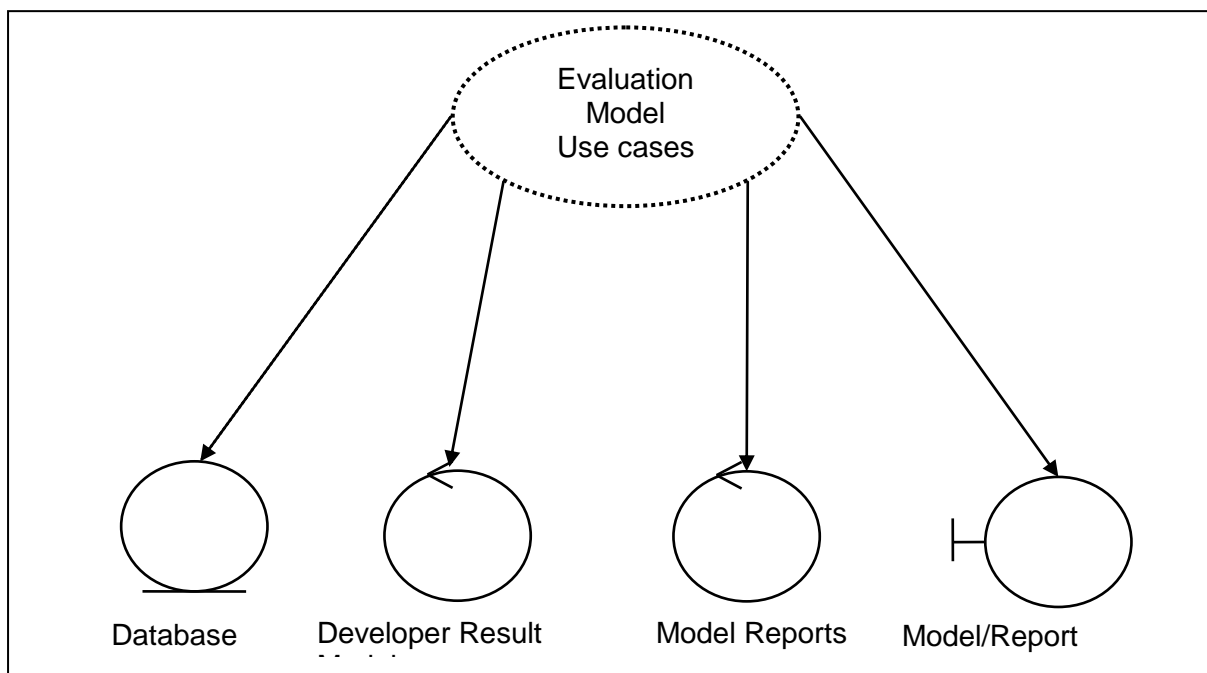 Evaluation
Model
Use cases
Database
Developer Result
Model Reports
Model/Report